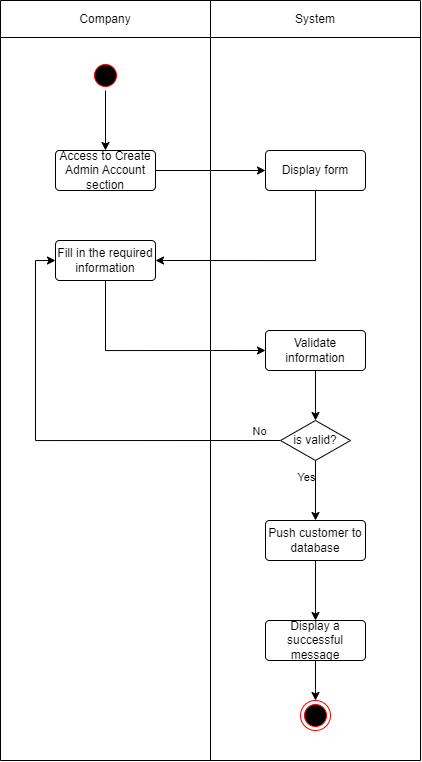 Company
System
Access to Create
Admin Account
section
Display form
Fill in the required
information
Validate
information
is valid?
No
Yes
Push customer to
database
Display a
successful
message